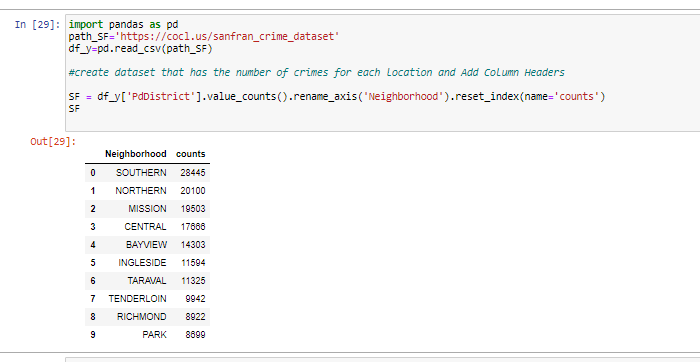 In [29]: import pandas as pd
path_SF='https://cocl.us/sanfran_crime_dataset'
df_y=pd.read_csv(path_SF)
#create dataset that has the number of crimes for each location and Add Column Headers
SF = df_y['PdDistrict'].value_counts().rename_axis('Neighborhood').reset_index(name='counts')
SF
Out[29]:
Neighborhood counts
0 SOUTHERN 28445
1 NORTHERN 20100
2 MISSION 19503
3 CENTRAL 17666
4 BAYVIEW 14303
5 INGLESIDE 11594
6 TARAVAL 11325
7 TENDERLOIN 9942
8 RICHMOND 8922
9 PARK 8699